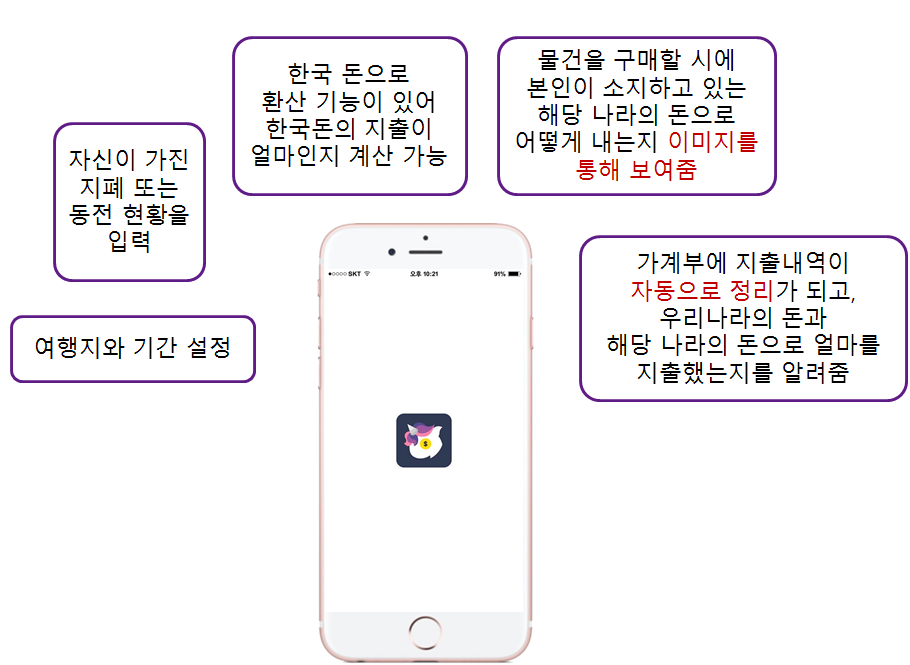 한국 돈으로
환산 기능이 있어
한국돈의 지출이
얼마인지 계산 가능
물건을 구매할 시에
본인이 소지하고 있는
해당 나라의 돈으로
어떻게 내는지 이미지를
통해 보여줌
자신이 가진
지폐 또는
동전 현황을
입력
가계부에 지출내역이
자동으로 정리가 되고,
우리나라의 돈과
해당 나라의 돈으로 얼마를
지출했는지를 알려줌
여행지와 기간 설정
SKT 오후 10:21 91%
$